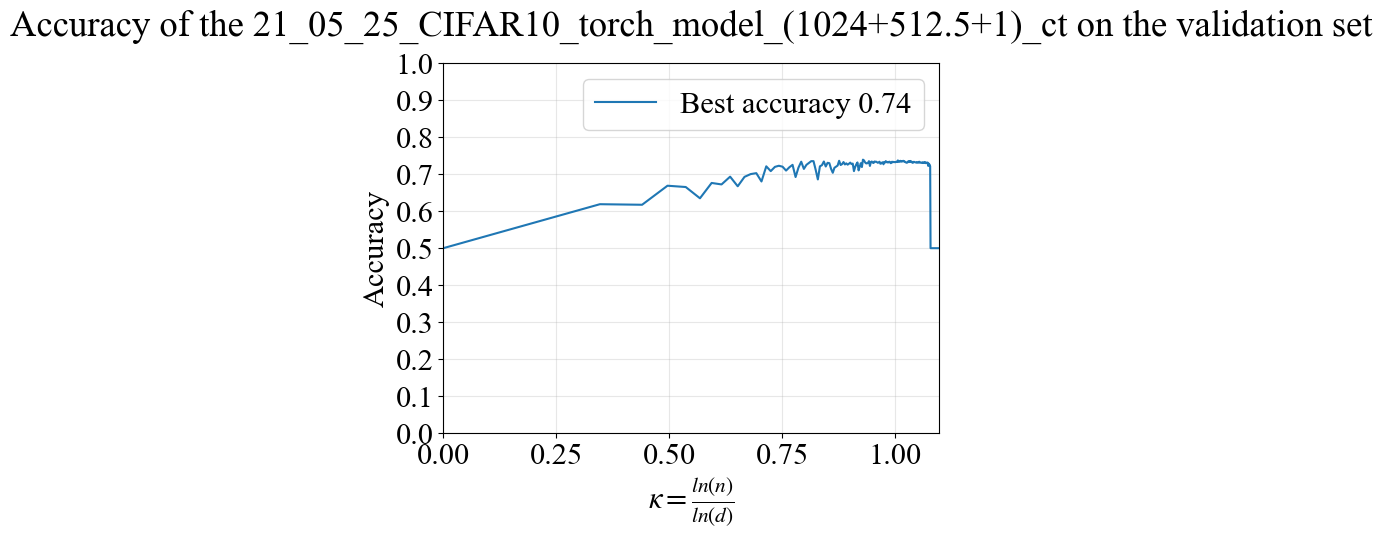 Accuracy of the 21_05_25_CIFAR10_torch_model_(1024+512.5+1)_ct on the validation set
1.0
Best accuracy 0.74
0.9
0.8
0.7
0.6
0.5
0.4
0.3
0.2
0.1
0.0
Accuracy
0.00 0.25 0.50 0.75 1.00
κ = ln(n)/ln(d)